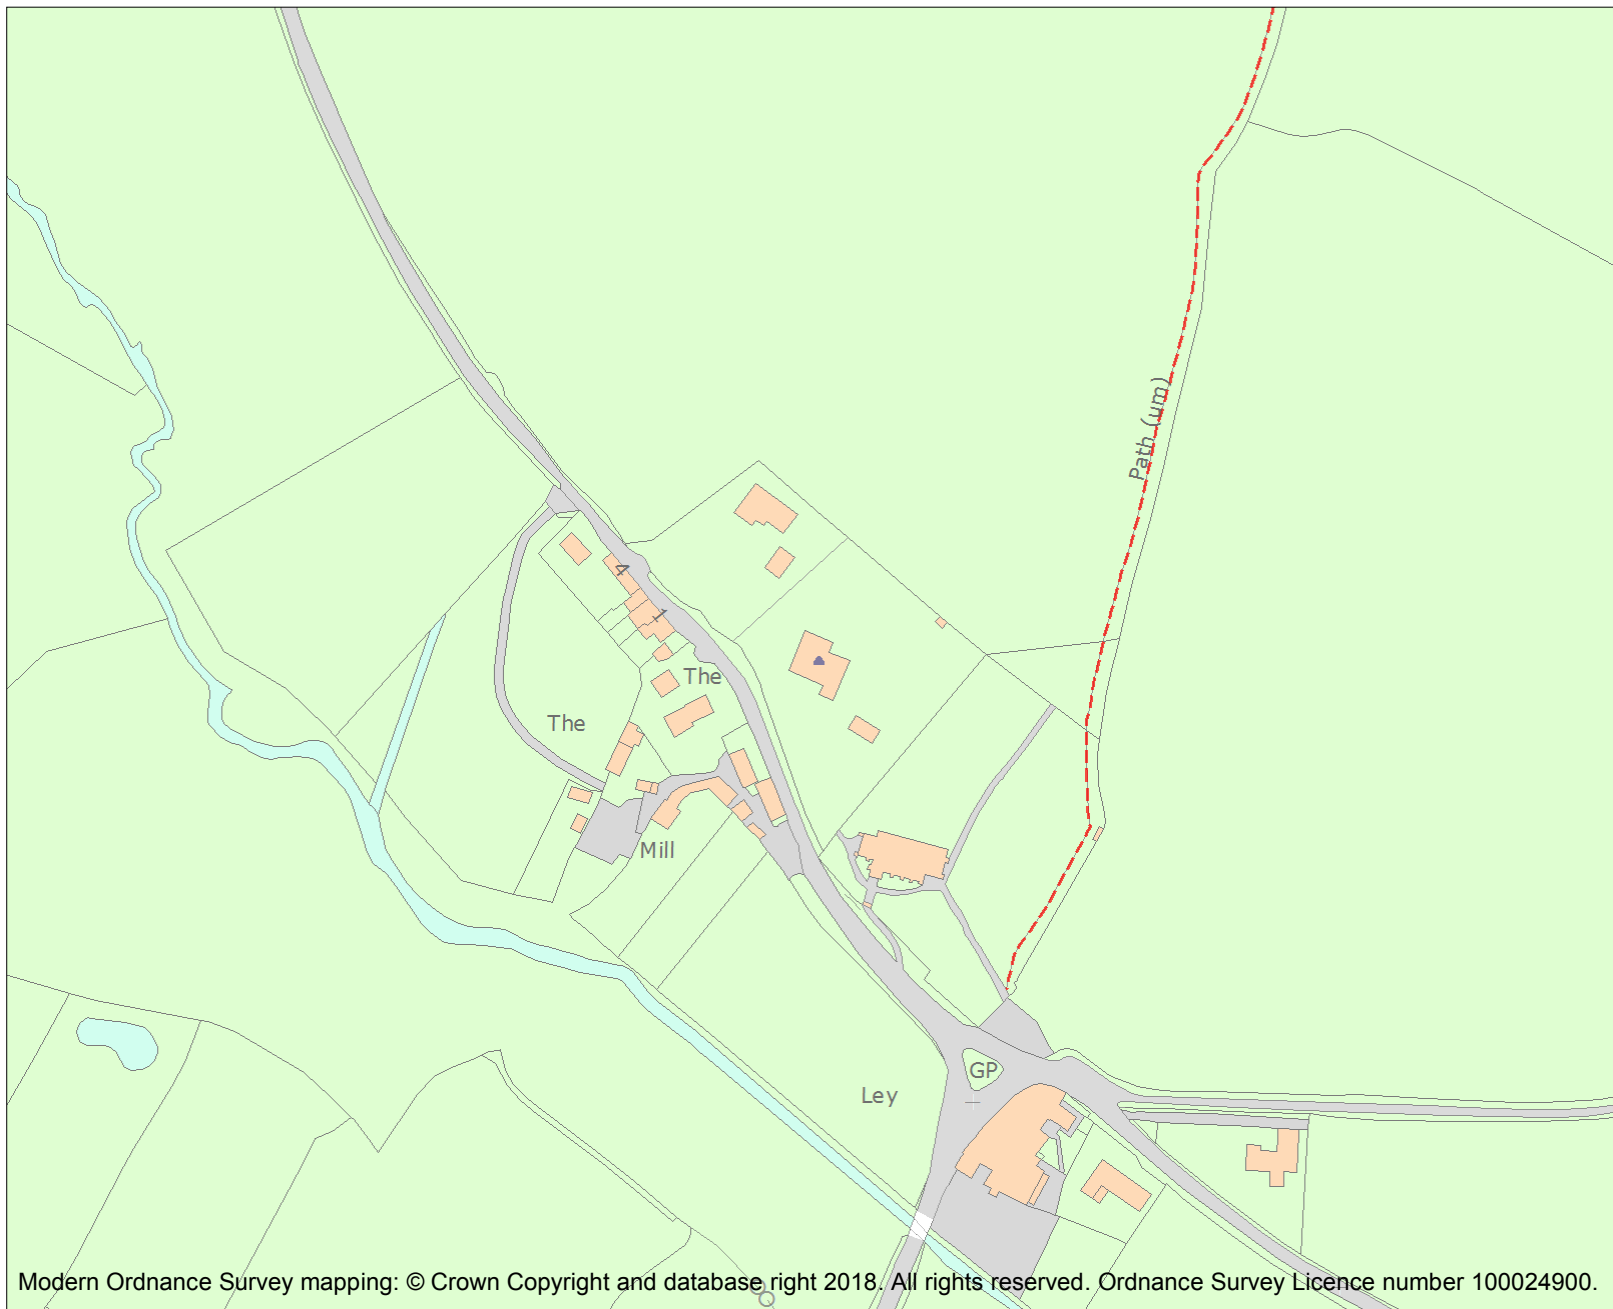 Path (um)
4
1
The
The
Mill
GP
Ley
Modern Ordnance Survey mapping: © Crown Copyright and database right 2018. All rights reserved. Ordnance Survey Licence number 100024900.